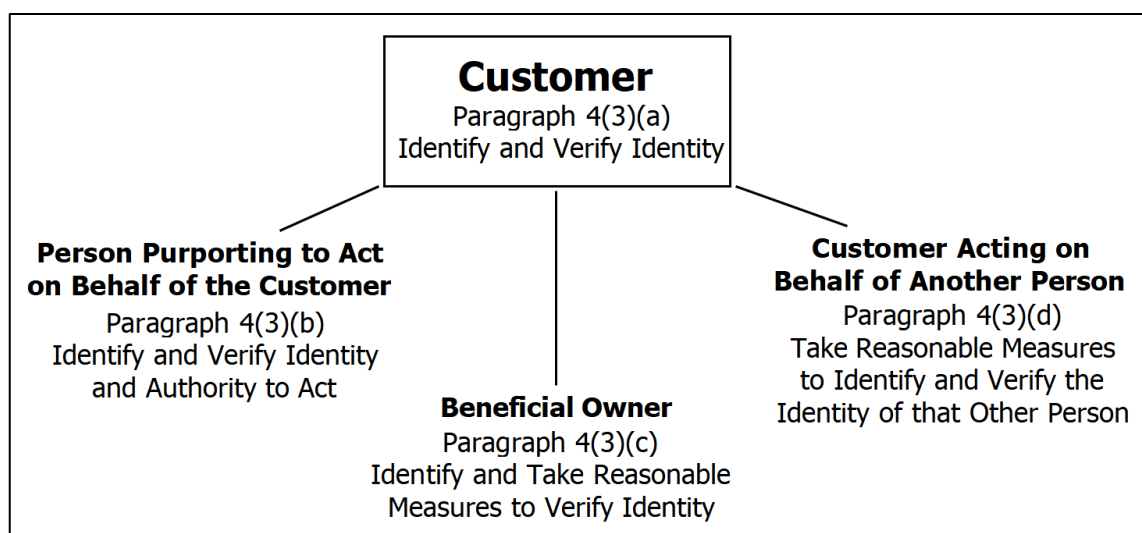 Customer
Paragraph 4(3)(a)
Identify and Verify Identity
Person Purporting to Act
on Behalf of the Customer
Paragraph 4(3)(b)
Identify and Verify Identity
and Authority to Act
Beneficial Owner
Paragraph 4(3)(c)
Identify and Take Reasonable
Measures to Verify Identity
Customer Acting on
Behalf of Another Person
Paragraph 4(3)(d)
Take Reasonable Measures
to Identify and Verify the
Identity of that Other Person